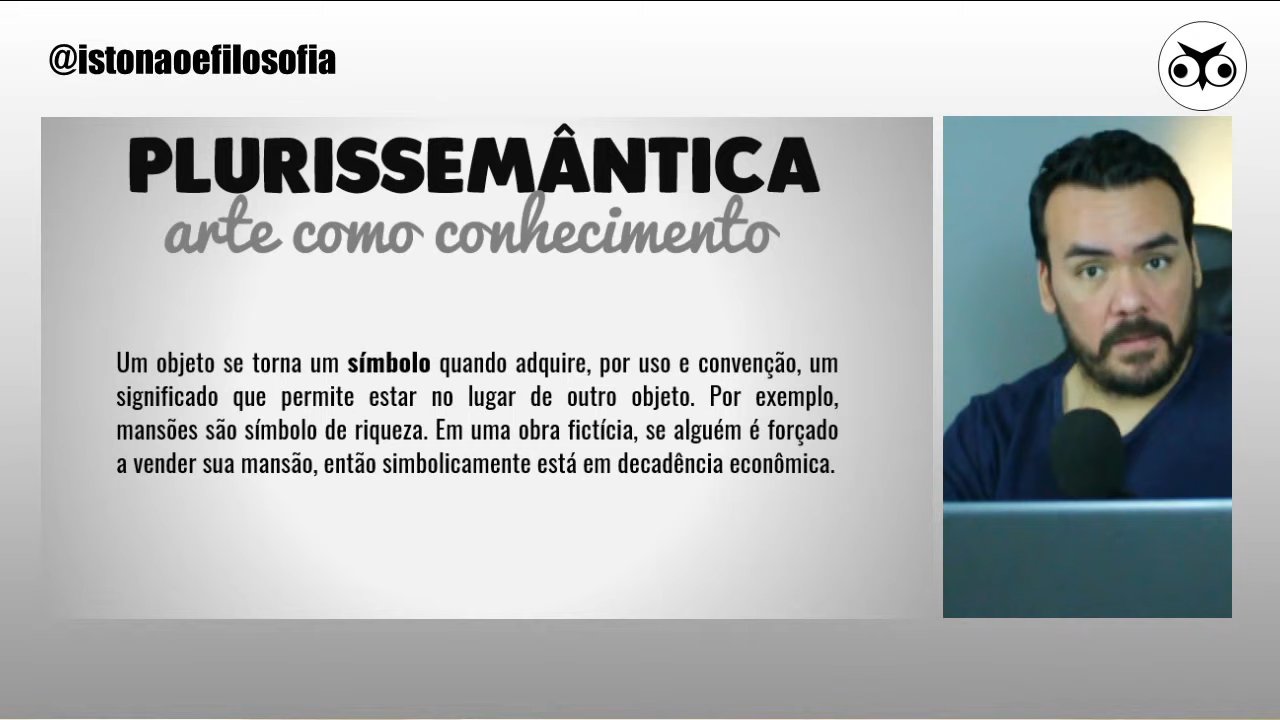 @istonaoefilosofia
PLURISSEMÂNTICA
arte como conhecimento
Um objeto se torna um símbolo quando adquire, por uso e convenção, um
significado que permite estar no lugar de outro objeto. Por exemplo,
mansões são símbolo de riqueza. Em uma obra fictícia, se alguém é forçado
a vender sua mansão, então simbolicamente está em decadência econômica.